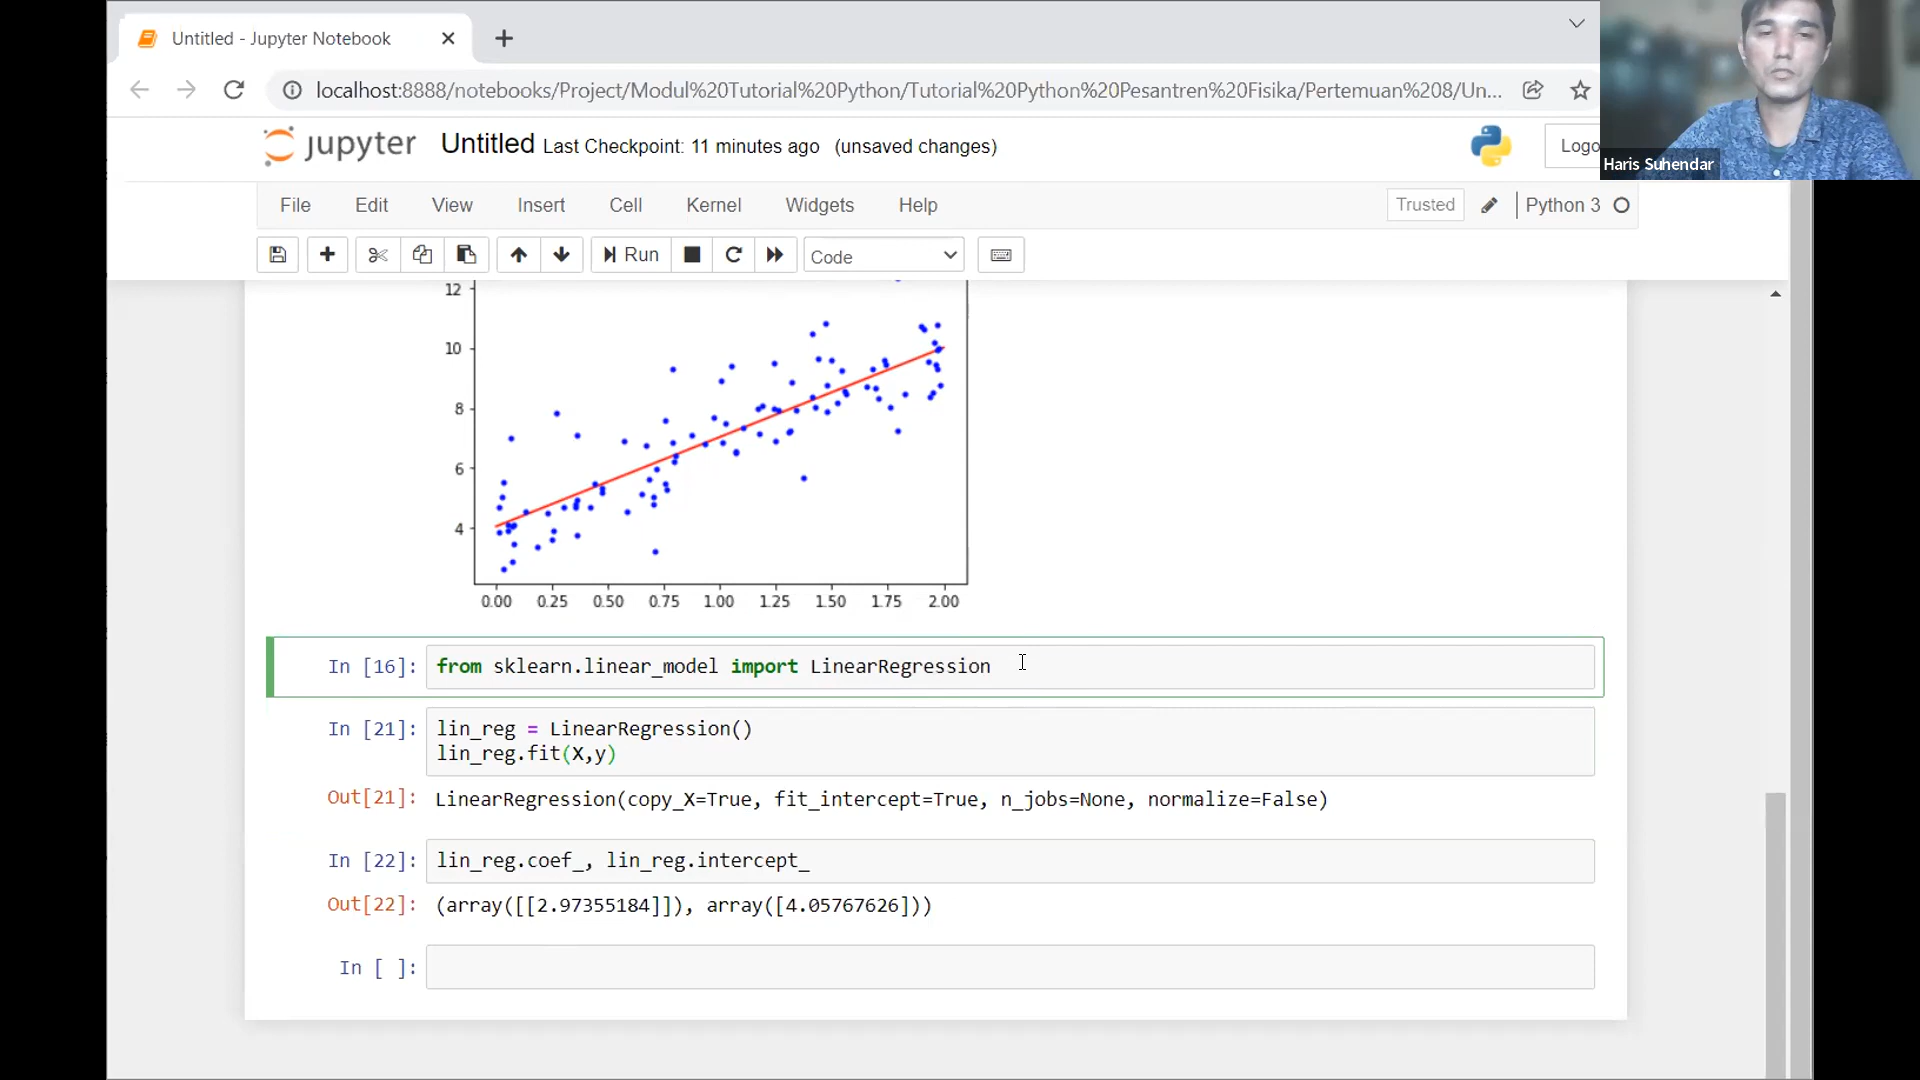 Untitled - Jupyter Notebook
localhost:8888/notebooks/Project/Modul%20Tutorial%20Python/Tutorial%20Python%20Pesantren%20Fisika/Pertemuan%208/Un...
jupyter Untitled Last Checkpoint: 11 minutes ago (unsaved changes)
Logo
Haris Suhendar
File Edit View Insert Cell Kernel Widgets Help Trusted Python 3
Run Code
12
10
8
6
4
0.00 0.25 0.50 0.75 1.00 1.25 1.50 1.75 2.00
In [16]: from sklearn.linear_model import LinearRegression
In [21]: lin_reg = LinearRegression()
lin_reg.fit(X,y)
Out[21]: LinearRegression(copy_X=True, fit_intercept=True, n_jobs=None, normalize=False)
In [22]: lin_reg.coef_, lin_reg.intercept_
Out[22]: (array([[2.97355184]]), array([4.05767626]))
In [ ]: